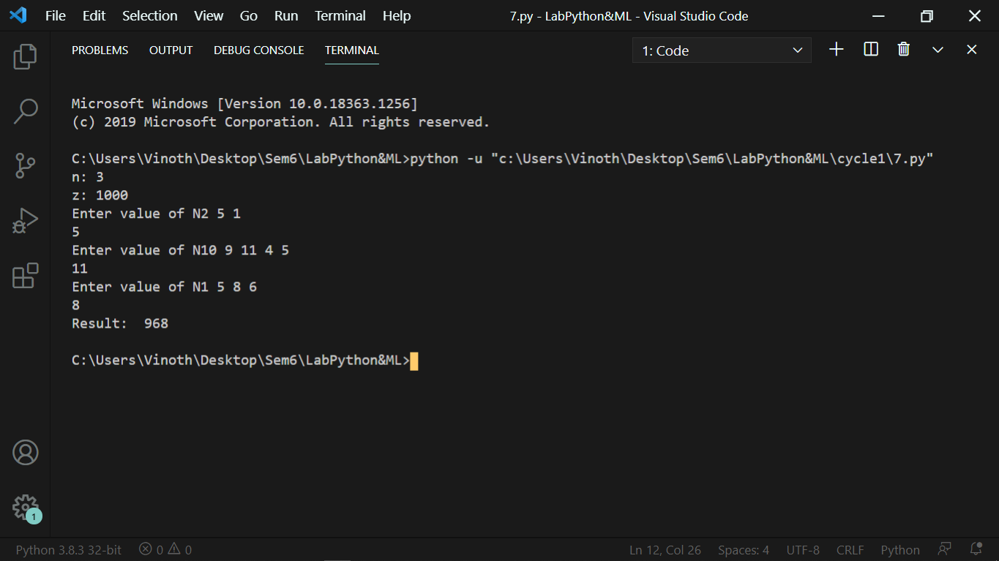 File Edit Selection View Go Run Terminal Help 7.py - LabPython&ML - Visual Studio Code
PROBLEMS OUTPUT DEBUG CONSOLE TERMINAL 1: Code
Microsoft Windows [Version 10.0.18363.1256]
(c) 2019 Microsoft Corporation. All rights reserved.
C:\Users\Vinoth\Desktop\Sem6\LabPython&ML>python -u "c:\Users\Vinoth\Desktop\Sem6\LabPython&ML\cycle1\7.py"
n: 3
z: 1000
Enter value of N2 5 1
5
Enter value of N10 9 11 4 5
11
Enter value of N1 5 8 6
8
Result:  968
C:\Users\Vinoth\Desktop\Sem6\LabPython&ML>
1
Python 3.8.3 32-bit 0 0 Ln 12, Col 26 Spaces: 4 UTF-8 CRLF Python